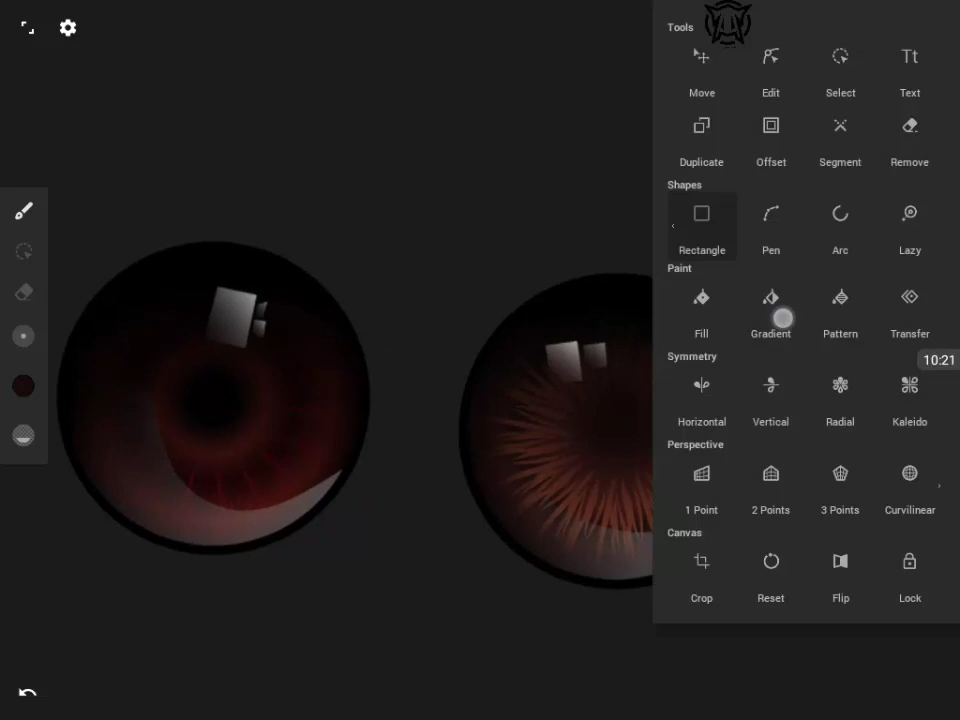 Tools
Move Edit Select Text
Duplicate Offset Segment Remove
Shapes
Rectangle Pen Arc Lazy
Paint
Fill Gradient Pattern Transfer
10:21
Symmetry
Horizontal Vertical Radial Kaleido
Perspective
1 Point 2 Points 3 Points Curvilinear
Canvas
Crop Reset Flip Lock